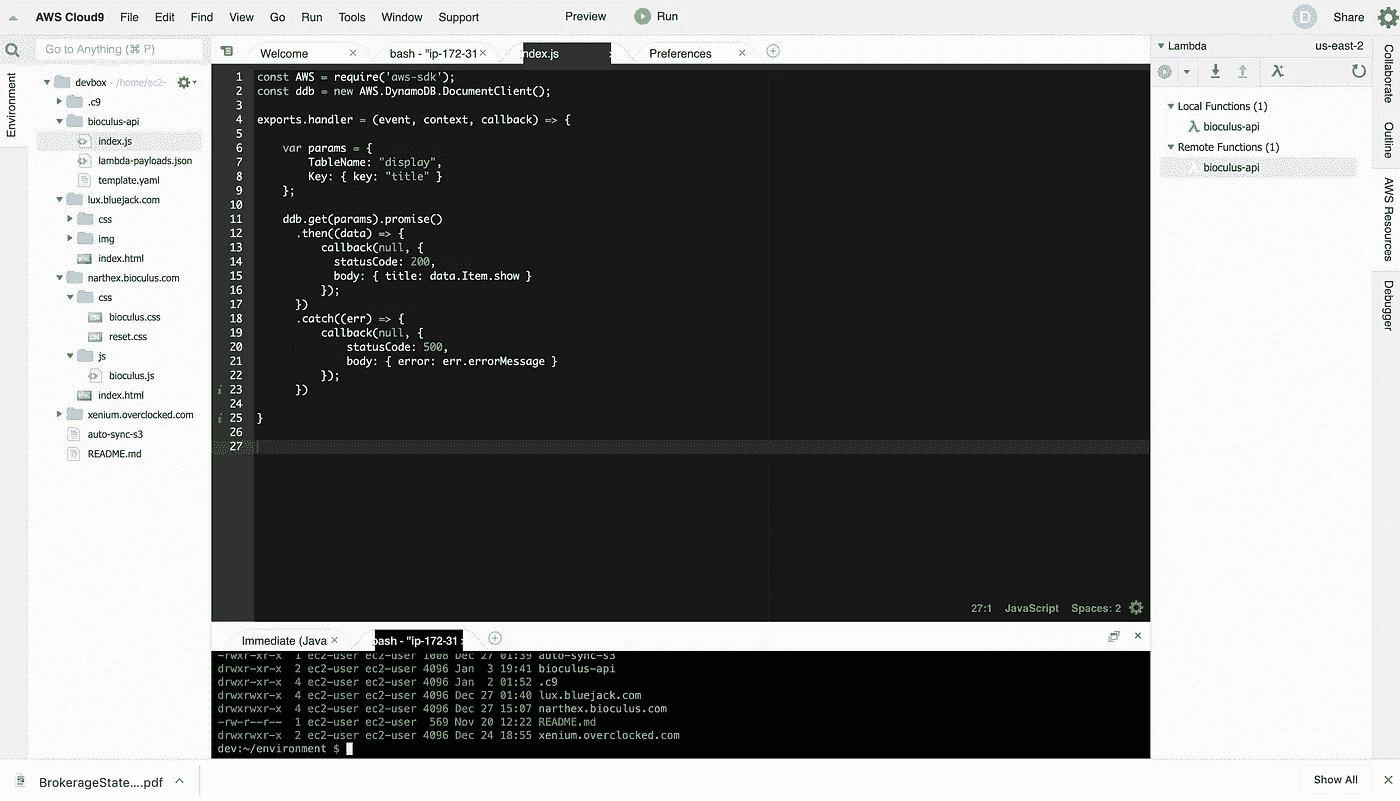 AWS Cloud9 File Edit Find View Go Run Tools Window Support Preview Run D Share
Go to Anything (⌘ P)
Environment
devbox - /home/ec2-
.c9
bioculus-api
index.js
lambda-payloads.json
template.yaml
lux.bluejack.com
css
img
index.html
narthex.bioculus.com
css
bioculus.css
reset.css
js
bioculus.js
index.html
xenium.overclocked.com
auto-sync-s3
README.md
Welcome bash - "ip-172-31 index.js Preferences
1 const AWS = require('aws-sdk');
2 const ddb = new AWS.DynamoDB.DocumentClient();
3
4 exports.handler = (event, context, callback) => {
5
6 var params = {
7 TableName: "display",
8 Key: { key: "title" }
9 };
10
11 ddb.get(params).promise()
12 .then((data) => {
13 callback(null, {
14 statusCode: 200,
15 body: { title: data.Item.show }
16 });
17 })
18 .catch((err) => {
19 callback(null, {
20 statusCode: 500,
21 body: { error: err.errorMessage }
22 });
23 })
24
25 }
26
27
27:1 JavaScript Spaces: 2
Immediate (Java bash - "ip-172-31
-rwxr-xr-x 1 ec2-user ec2-user 1008 Dec 27 01:39 auto-sync-s3
drwxr-xr-x 2 ec2-user ec2-user 4096 Jan 3 19:41 bioculus-api
drwxrwxr-x 4 ec2-user ec2-user 4096 Jan 2 01:52 .c9
drwxrwxr-x 4 ec2-user ec2-user 4096 Dec 27 01:40 lux.bluejack.com
drwxrwxr-x 4 ec2-user ec2-user 4096 Dec 27 15:07 narthex.bioculus.com
-rw-r--r-- 1 ec2-user ec2-user 569 Nov 20 12:22 README.md
drwxrwxr-x 2 ec2-user ec2-user 4096 Dec 24 18:55 xenium.overclocked.com
dev:~/environment $
Lambda us-east-2
Local Functions (1)
λ bioculus-api
Remote Functions (1)
bioculus-api
Collaborate
Outline
AWS Resources
Debugger
BrokerageState....pdf
Show All